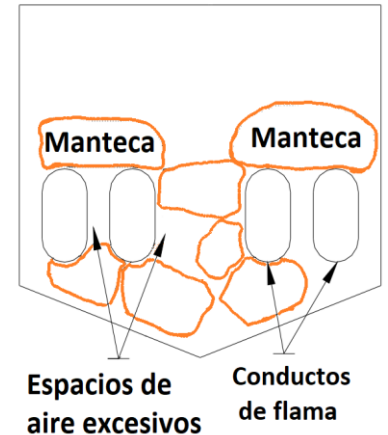 Manteca
Manteca
Espacios de
aire excesivos
Conductos
de flama